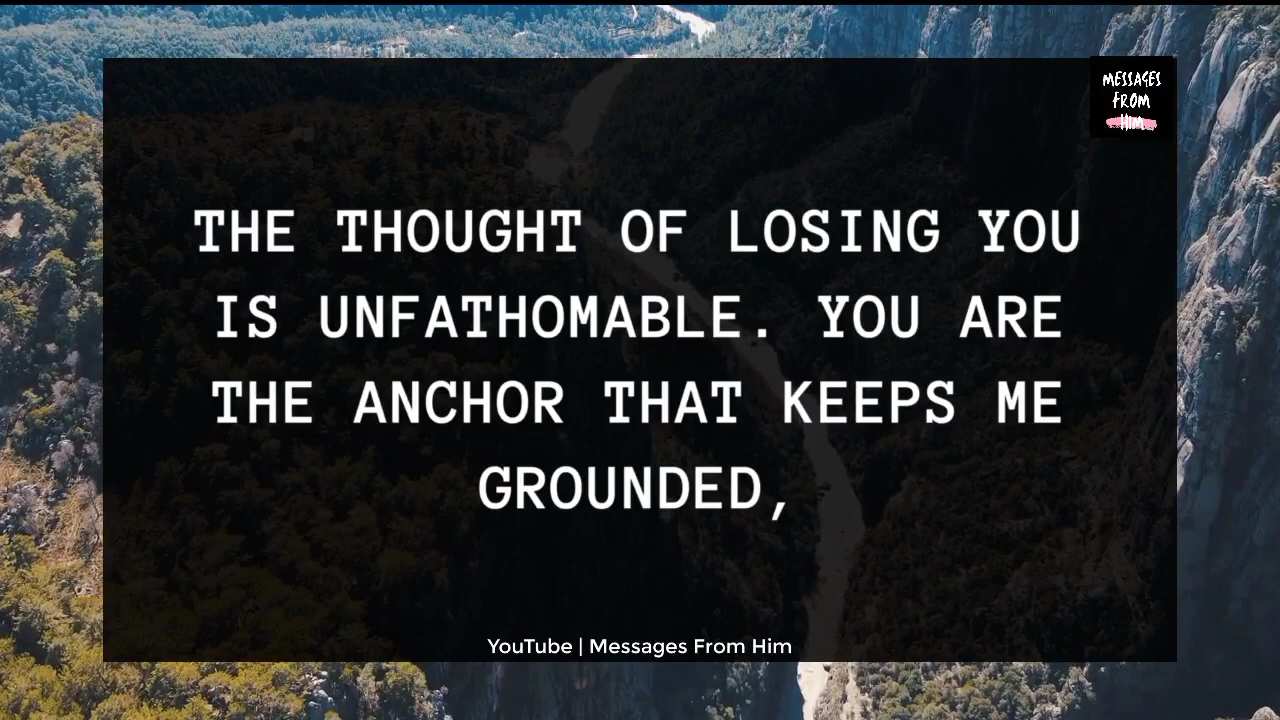 MESSAGES
FROM
HIM
THE THOUGHT OF LOSING YOU
IS UNFATHOMABLE. YOU ARE
THE ANCHOR THAT KEEPS ME
GROUNDED,
YouTube | Messages From Him